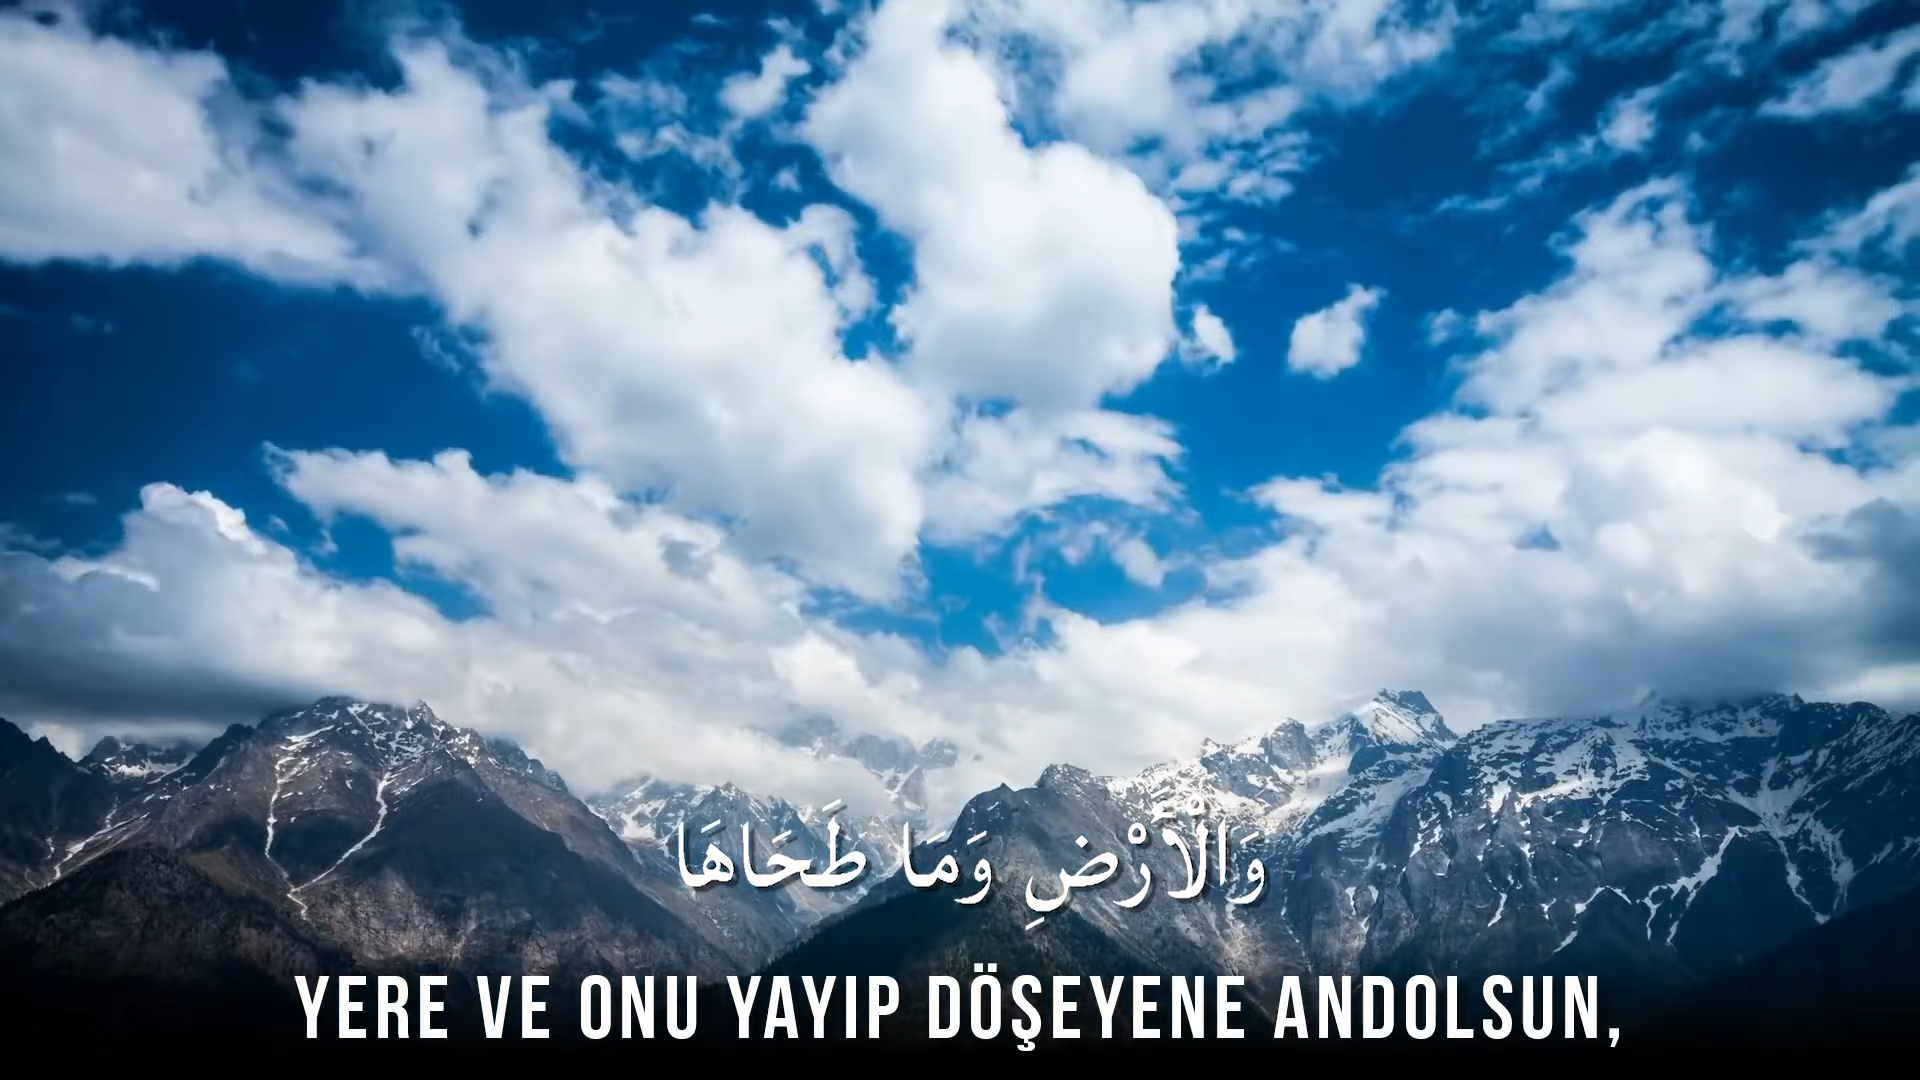 وَالْأَرْضِ وَمَا طَحَاهَا
YERE VE ONU YAYIP DÖŞEYENE ANDOLSUN,